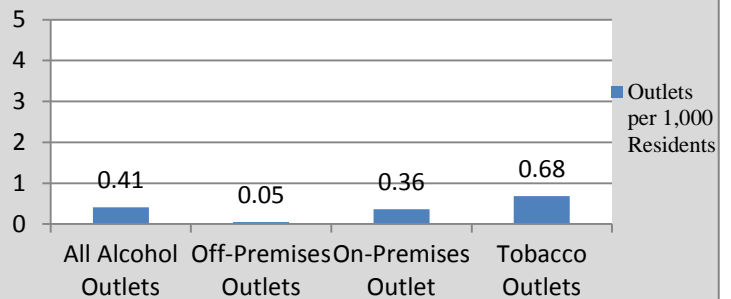 5
4
3
2
1
0
0.41
0.05
0.36
0.68
All Alcohol
Outlets
Off-Premises
Outlets
On-Premises
Outlet
Tobacco
Outlets
Outlets
per 1,000
Residents